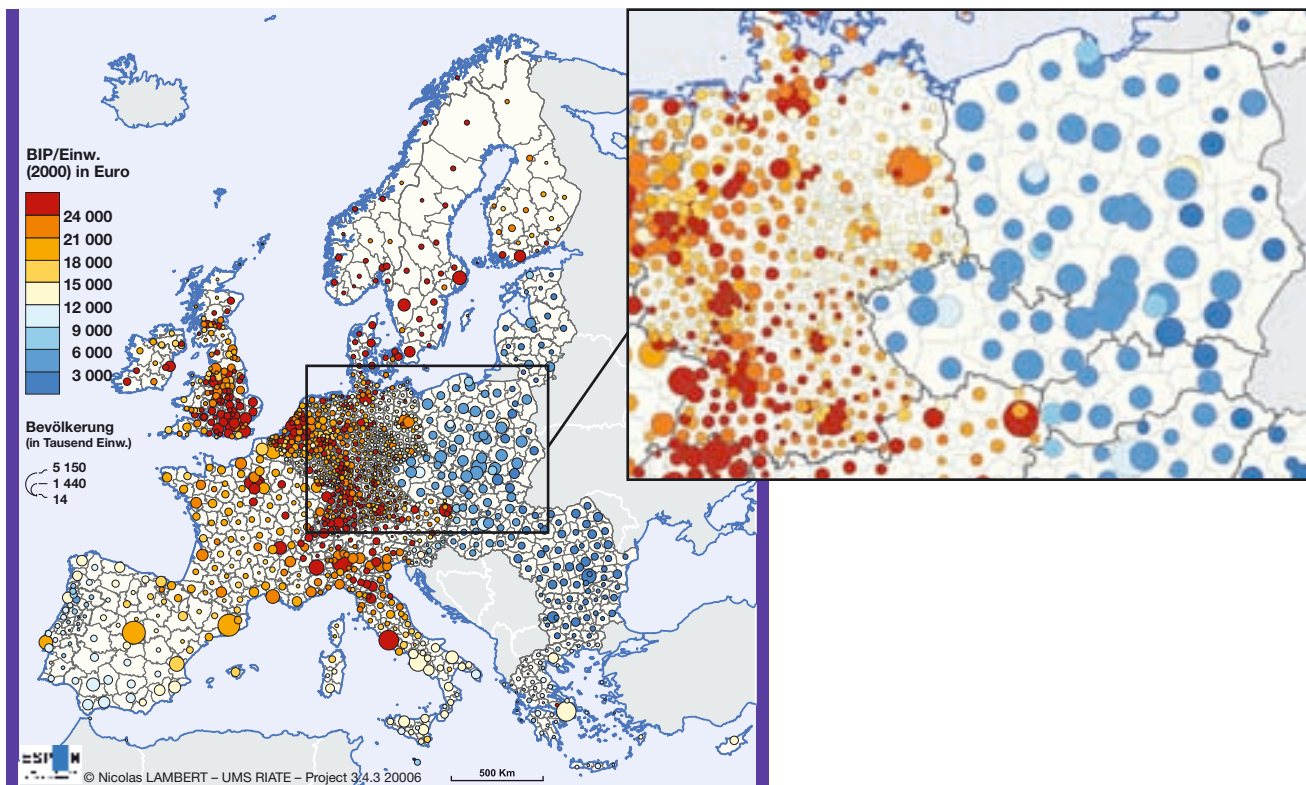 BIP/Einw.
(2000) in Euro
24 000
21 000
18 000
15 000
12 000
9 000
6 000
3 000
Bevölkerung
(in Tausend Einw.)
5 150
1 440
14
© Nicolas LAMBERT – UMS RIATE – Project 3.4.3 20006
500 Km